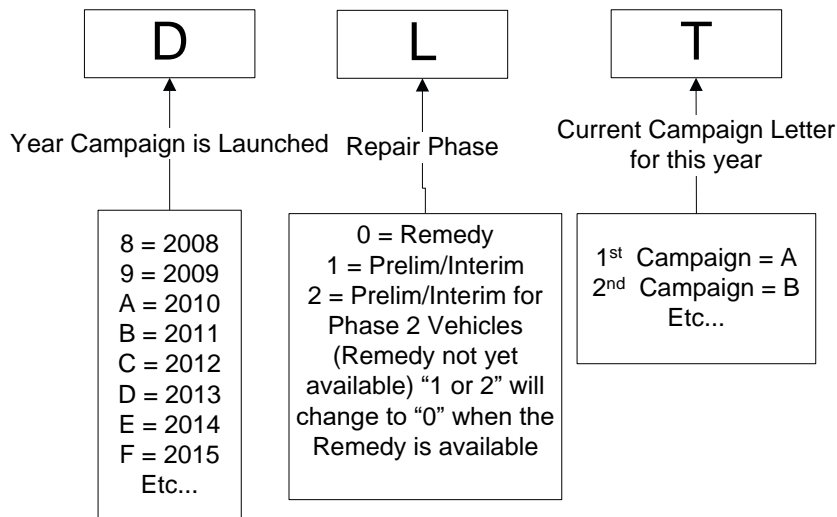 D
L
T
Year Campaign is Launched
Repair Phase
Current Campaign Letter
for this year
8 = 2008
9 = 2009
A = 2010
B = 2011
C = 2012
D = 2013
E = 2014
F = 2015
Etc...
0 = Remedy
1 = Prelim/Interim
2 = Prelim/Interim for
Phase 2 Vehicles
(Remedy not yet
available) “1 or 2” will
change to “0” when the
Remedy is available
1st Campaign = A
2nd Campaign = B
Etc...